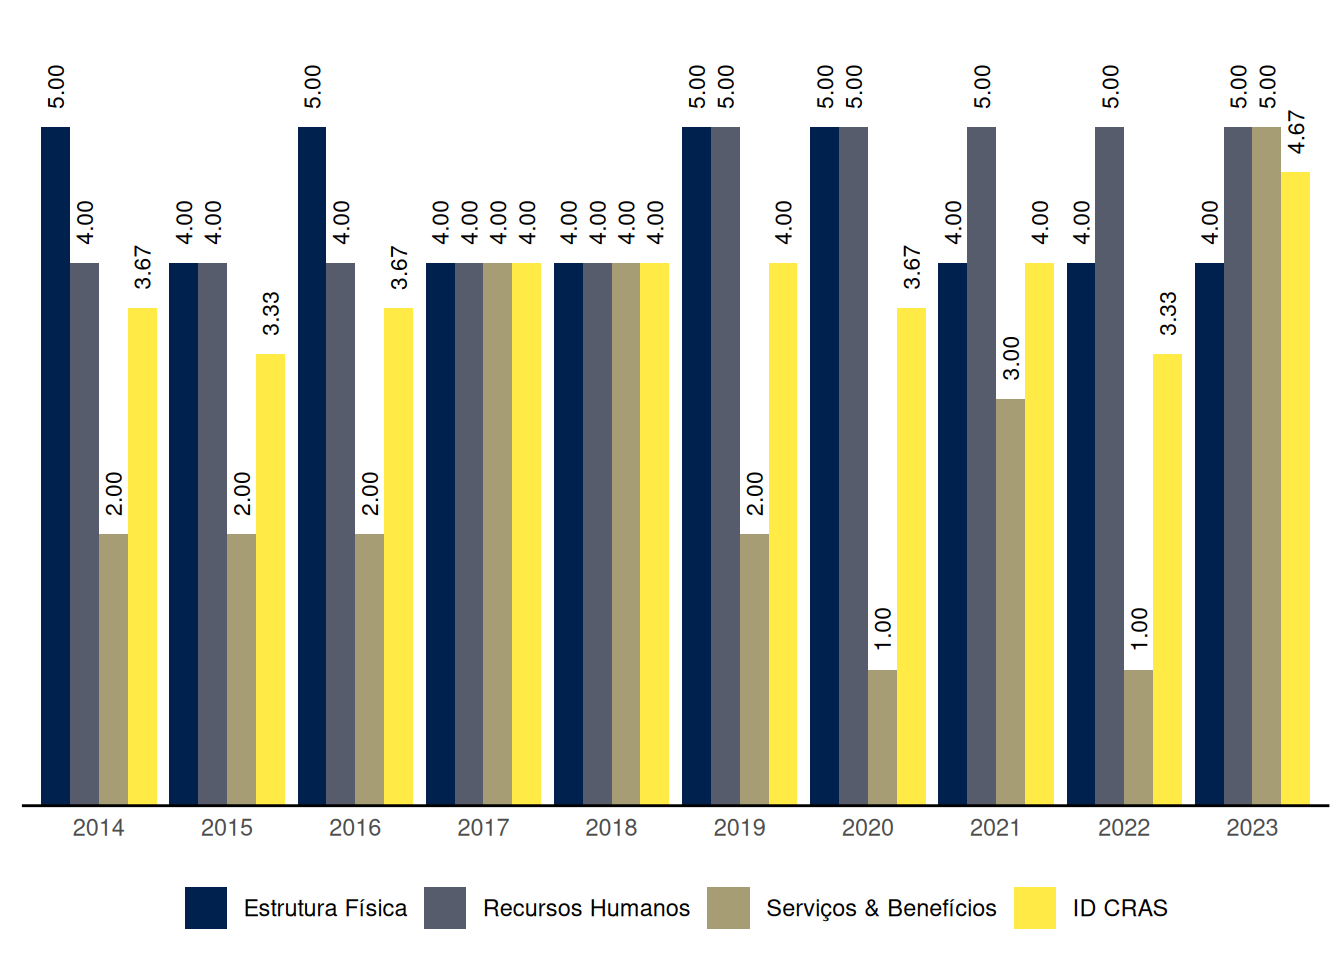 5.00 4.00 2.00 3.67
4.00 4.00 2.00 3.33
5.00 4.00 2.00 3.67
4.00 4.00 4.00 4.00
4.00 4.00 4.00 4.00
5.00 5.00 2.00 4.00
5.00 5.00 1.00 3.67
4.00 5.00 3.00 4.00
4.00 5.00 1.00 3.33
4.00 5.00 5.00 4.67
2014 2015 2016 2017 2018 2019 2020 2021 2022 2023
Estrutura Física Recursos Humanos Serviços & Benefícios ID CRAS